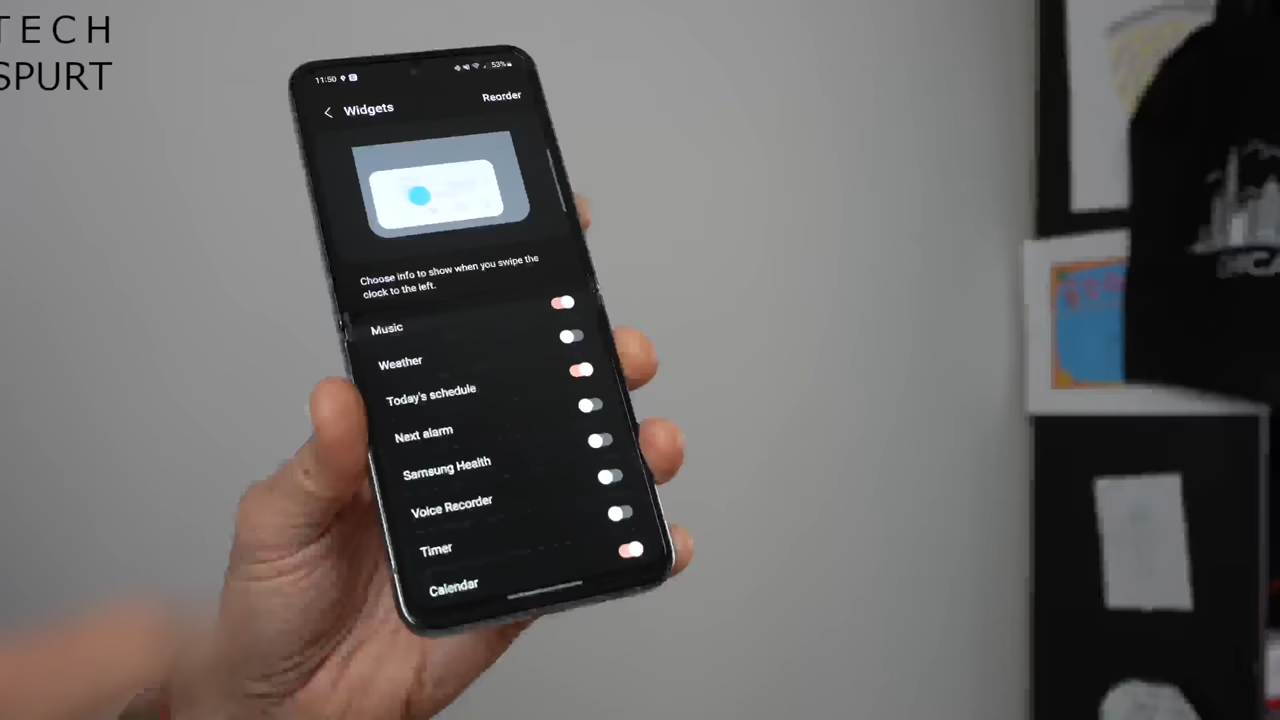 TECH
SPURT
11:50
53%
Widgets
Reorder
Choose info to show when you swipe the
clock to the left.
Music
Weather
Today's schedule
Next alarm
Samsung Health
Voice Recorder
Timer
Calendar